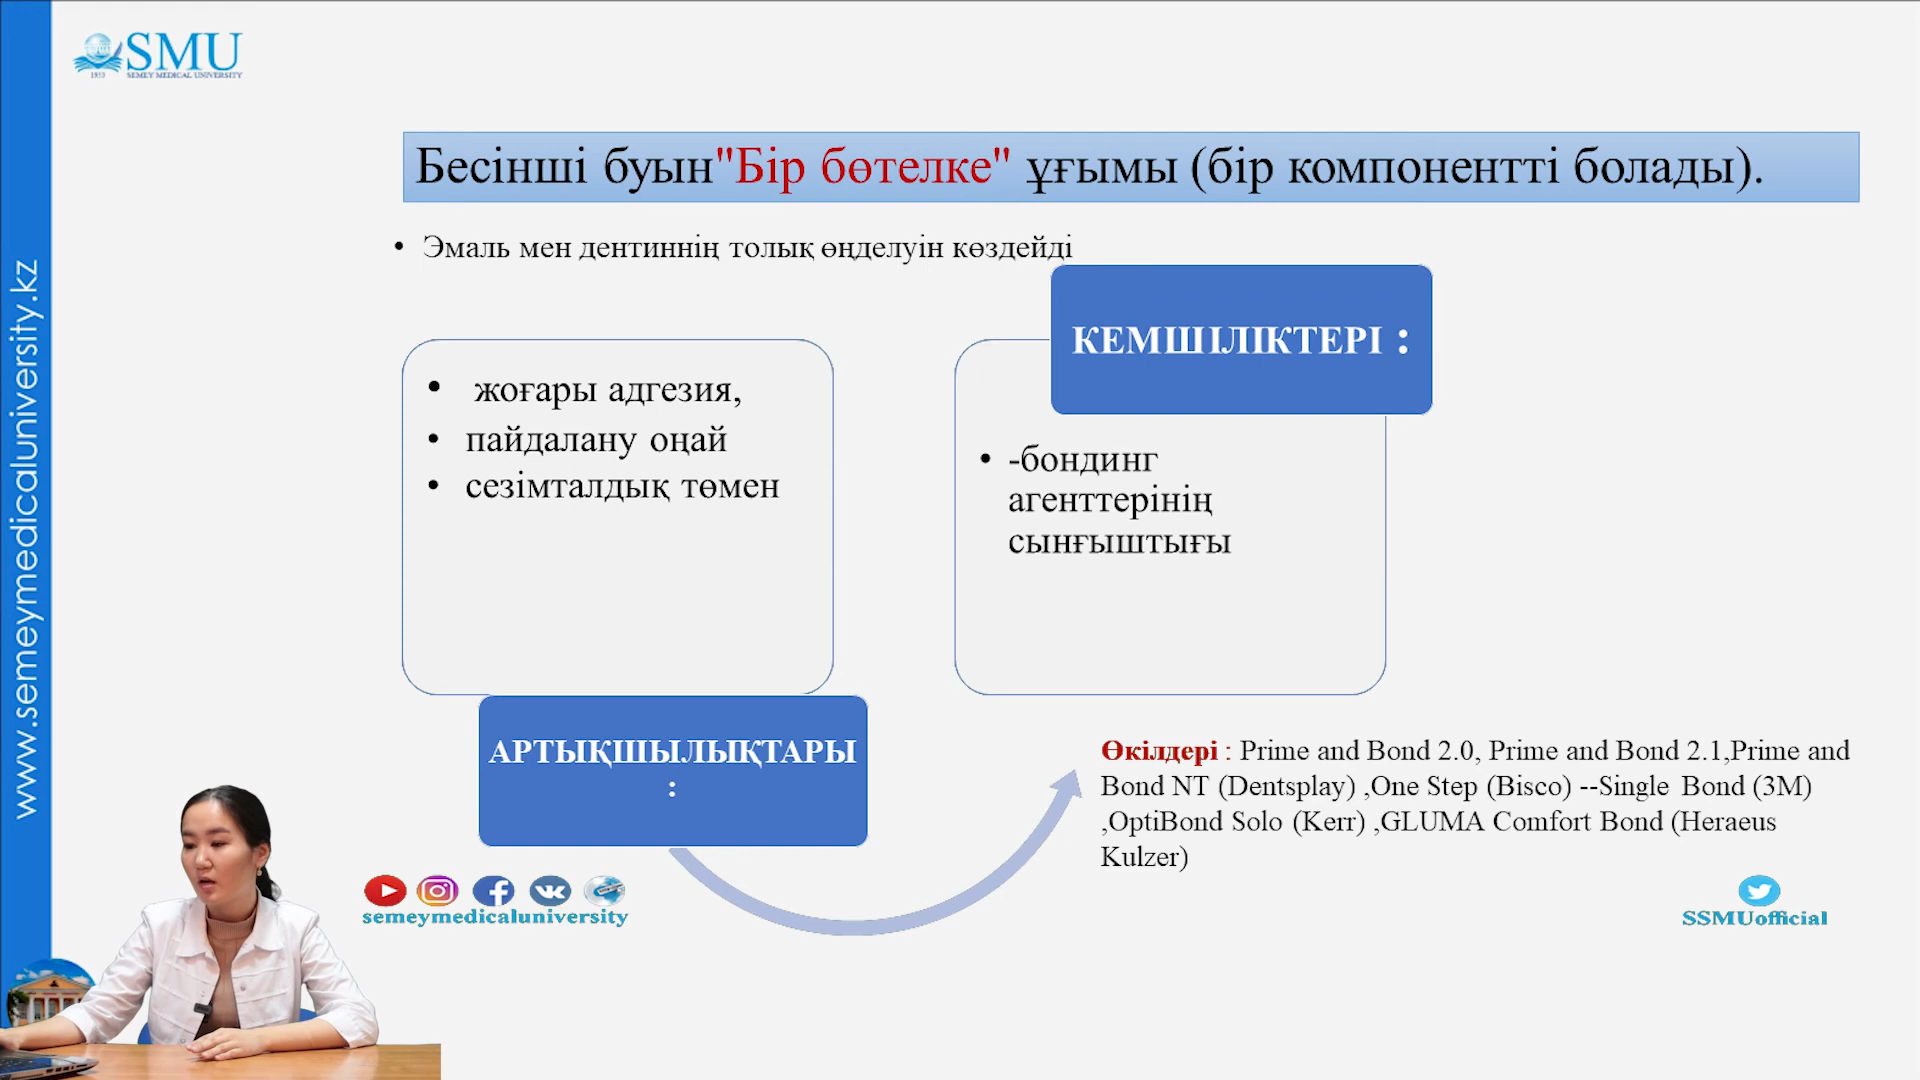 SMU
1953 SEMEY MEDICAL UNIVERSITY
www.semeymedicaluniversity.kz
Бесінші буын"Бір бөтелке" ұғымы (бір компонентті болады).
• Эмаль мен дентиннің толық өңделуін көздейді
• жоғары адгезия,
• пайдалану оңай
• сезімталдық төмен
АРТЫҚШЫЛЫҚТАРЫ
:
КЕМШІЛІКТЕРІ :
• -бондинг
агенттерінің
сынғыштығы
Өкілдері : Prime and Bond 2.0, Prime and Bond 2.1,Prime and
Bond NT (Dentsplay) ,One Step (Bisco) --Single Bond (3M)
,OptiBond Solo (Kerr) ,GLUMA Comfort Bond (Heraeus
Kulzer)
semeymedicaluniversity
SSMUofficial